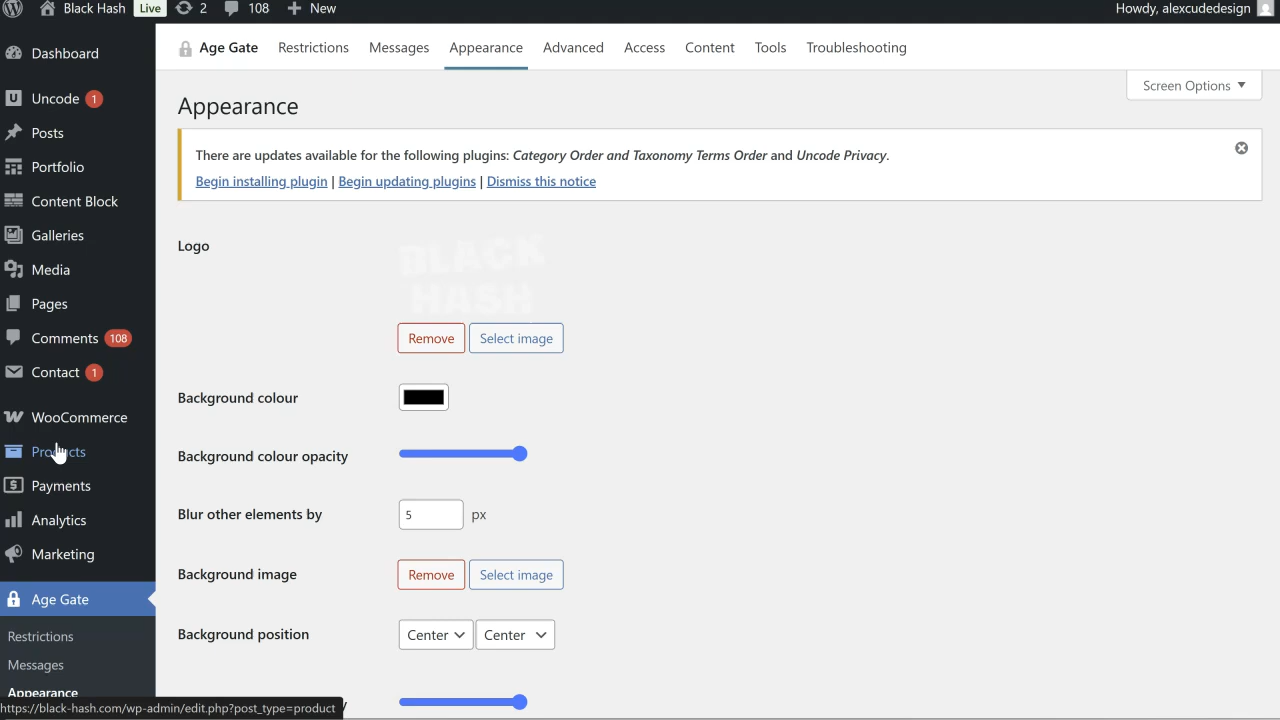 Black Hash Live 2 108 New Howdy, alexcudedesign
Dashboard
Uncode 1
Posts
Portfolio
Content Block
Galleries
Media
Pages
Comments 108
Contact 1
WooCommerce
Products
Payments
Analytics
Marketing
Age Gate
Restrictions
Messages
Appearance
Age Gate Restrictions Messages Appearance Advanced Access Content Tools Troubleshooting
Screen Options
Appearance
There are updates available for the following plugins: Category Order and Taxonomy Terms Order and Uncode Privacy.
Begin installing plugin | Begin updating plugins | Dismiss this notice
Logo
BLACK
HASH
Remove Select image
Background colour
Background colour opacity
Blur other elements by 5 px
Background image Remove Select image
Background position Center Center
https://black-hash.com/wp-admin/edit.php?post_type=product